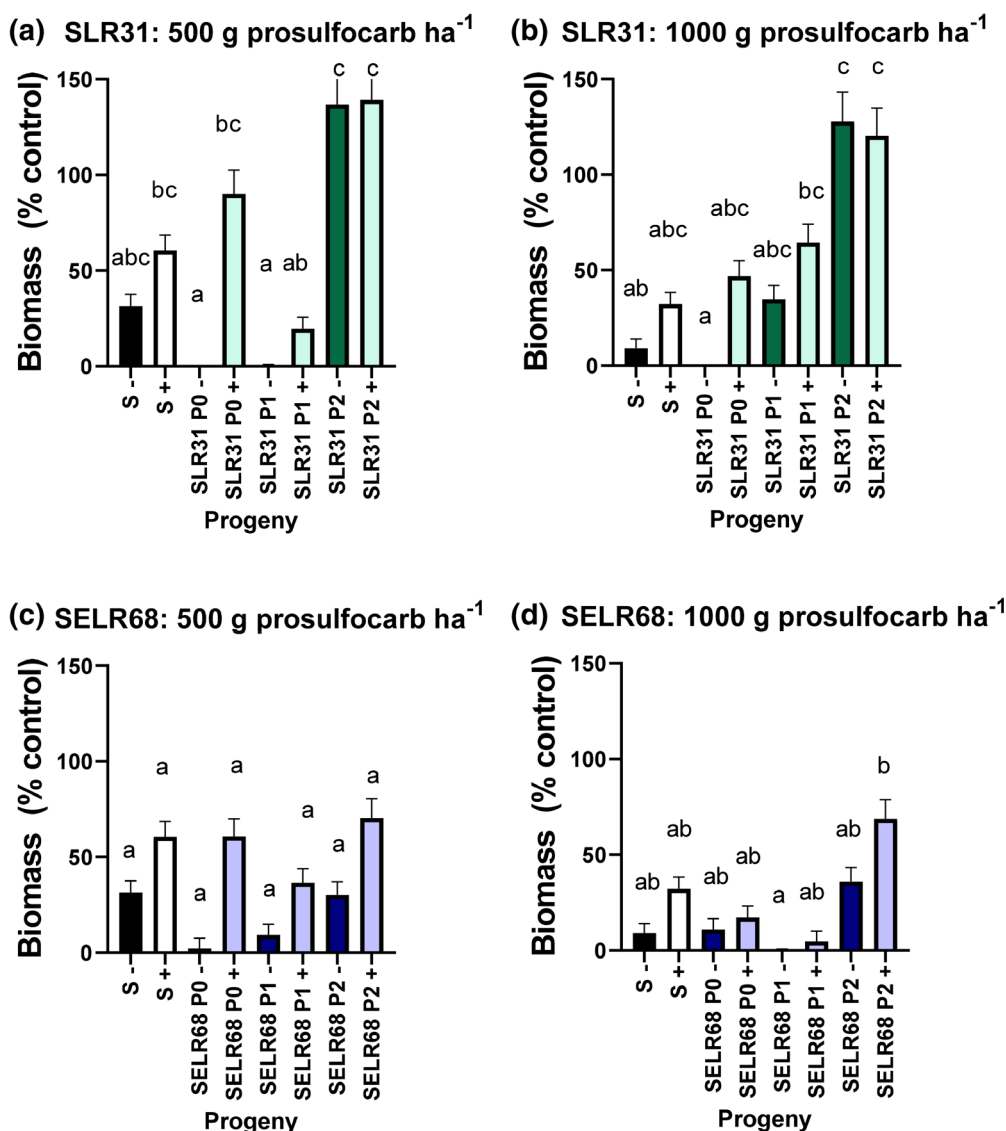 (a) SLR31: 500 g prosulfocarb ha⁻¹
Biomass (% control)
150
100
50
0
abc
bc
a
bc
a
ab
c
c
S -
S +
SLR31 P0 -
SLR31 P0 +
SLR31 P1 -
SLR31 P1 +
SLR31 P2 -
SLR31 P2 +
Progeny
(b) SLR31: 1000 g prosulfocarb ha⁻¹
Biomass (% control)
150
100
50
0
ab
abc
a
abc
abc
bc
c
c
S -
S +
SLR31 P0 -
SLR31 P0 +
SLR31 P1 -
SLR31 P1 +
SLR31 P2 -
SLR31 P2 +
Progeny
(c) SELR68: 500 g prosulfocarb ha⁻¹
Biomass (% control)
150
100
50
0
a
a
a
a
a
a
a
a
S -
S +
SELR68 P0 -
SELR68 P0 +
SELR68 P1 -
SELR68 P1 +
SELR68 P2 -
SELR68 P2 +
Progeny
(d) SELR68: 1000 g prosulfocarb ha⁻¹
Biomass (% control)
150
100
50
0
ab
ab
ab
ab
a
ab
ab
b
S -
S +
SELR68 P0 -
SELR68 P0 +
SELR68 P1 -
SELR68 P1 +
SELR68 P2 -
SELR68 P2 +
Progeny